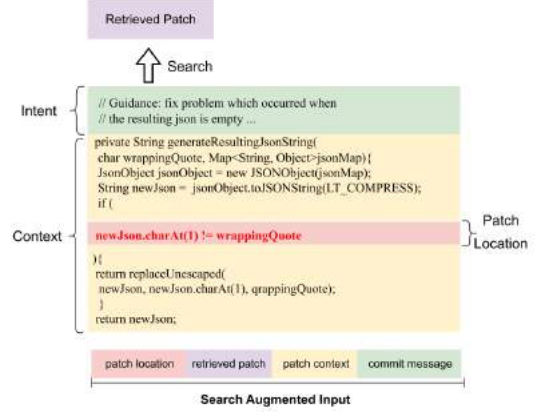 Retrieved Patch
Search
Intent
// Guidance: fix problem which occurred when
// the resulting json is empty ...
Context
private String generateResultingJsonString(
char wrappingQuote, Map<String, Object>jsonMap){
JsonObject jsonObject = new JSONObject(jsonMap);
String newJson = jsonObject.toJSONString(LT_COMPRESS);
if (
newJson.charAt(1) != wrappingQuote
Patch
Location
){
return replaceUnescaped(
newJson, newJson.charAt(1), qrappingQuote);
}
return newJson;
patch location retrieved patch patch context commit message
Search Augmented Input